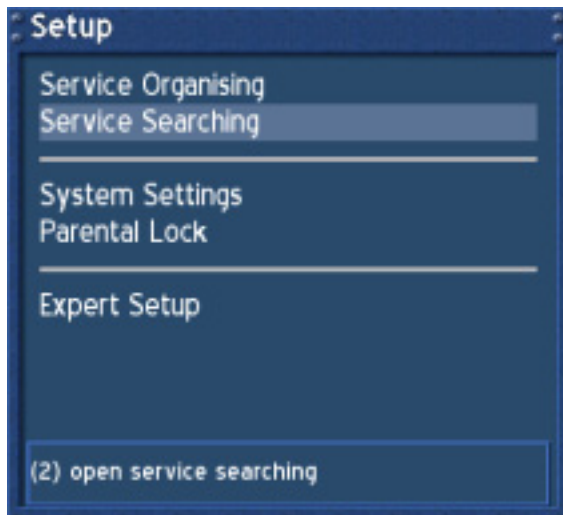 Setup
Service Organising
Service Searching
System Settings
Parental Lock
Expert Setup
(2) open service searching